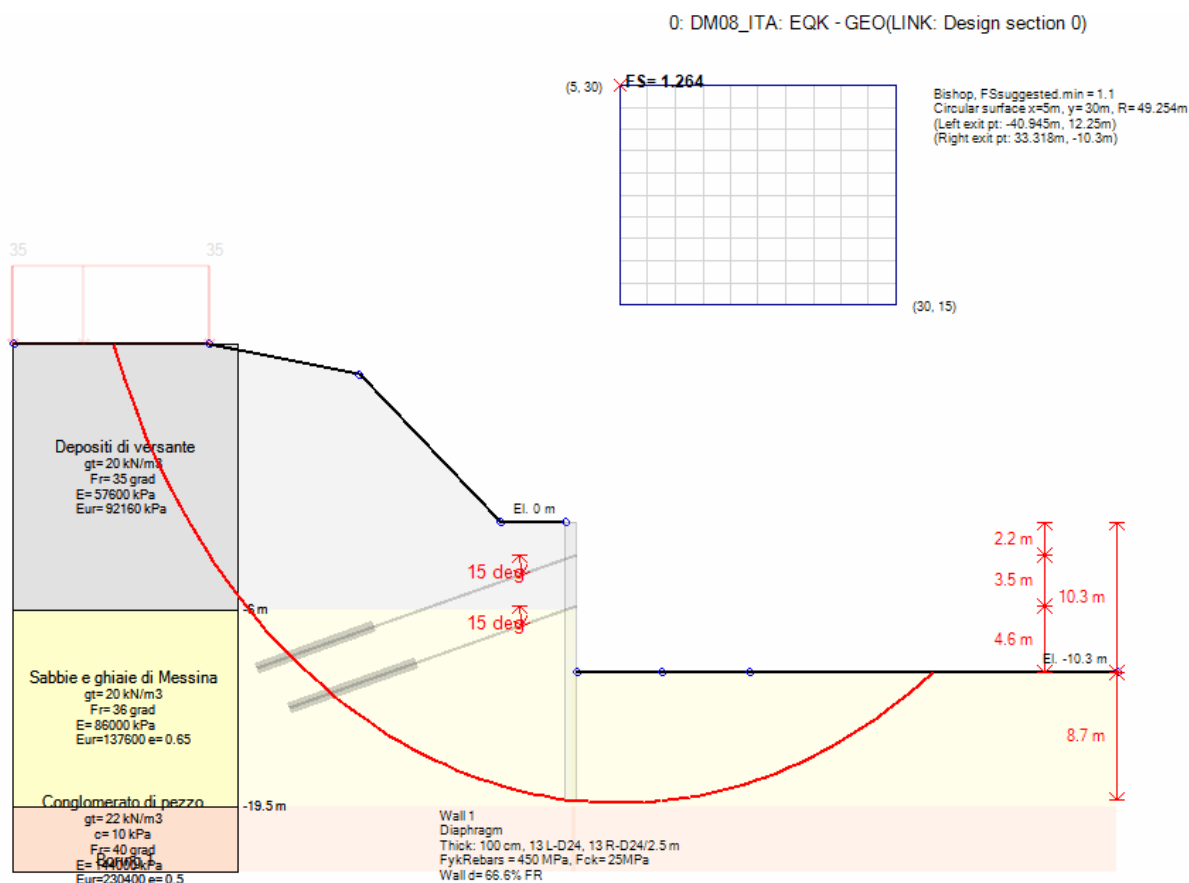 0: DM08_ITA: EQK - GEO(LINK: Design section 0)
(5, 30)
FS= 1.264
Bishop, FSsuggested.min = 1.1
Circular surface x=5m, y= 30m, R= 49.254m
(Left exit pt: -40.945m, 12.25m)
(Right exit pt: 33.318m, -10.3m)
(30, 15)
35
35
Depositi di versante
gt= 20 kN/m3
Fr= 35 grad
E= 57600 kPa
Eur= 92160 kPa
El. 0 m
2.2 m
15 deg
3.5 m
10.3 m
-6 m
15 deg
4.6 m
El. -10.3 m
Sabbie e ghiaie di Messina
gt= 20 kN/m3
Fr= 36 grad
E= 86000 kPa
Eur=137600 e= 0.65
8.7 m
Conglomerato di pezzo
-19.5 m
gt= 22 kN/m3
c= 10 kPa
Fr= 40 grad
Boring 1
E= 144000 kPa
Eur=230400 e= 0.5
Wall 1
Diaphragm
Thick: 100 cm, 13 L-D24, 13 R-D24/2.5 m
FykRebars = 450 MPa, Fck= 25MPa
Wall d= 66.6% FR